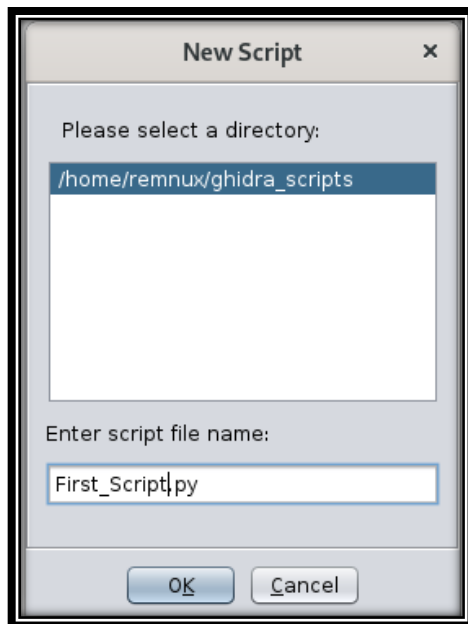 New Script ×
Please select a directory:
/home/remnux/ghidra_scripts
Enter script file name:
First_Script.py
OK Cancel